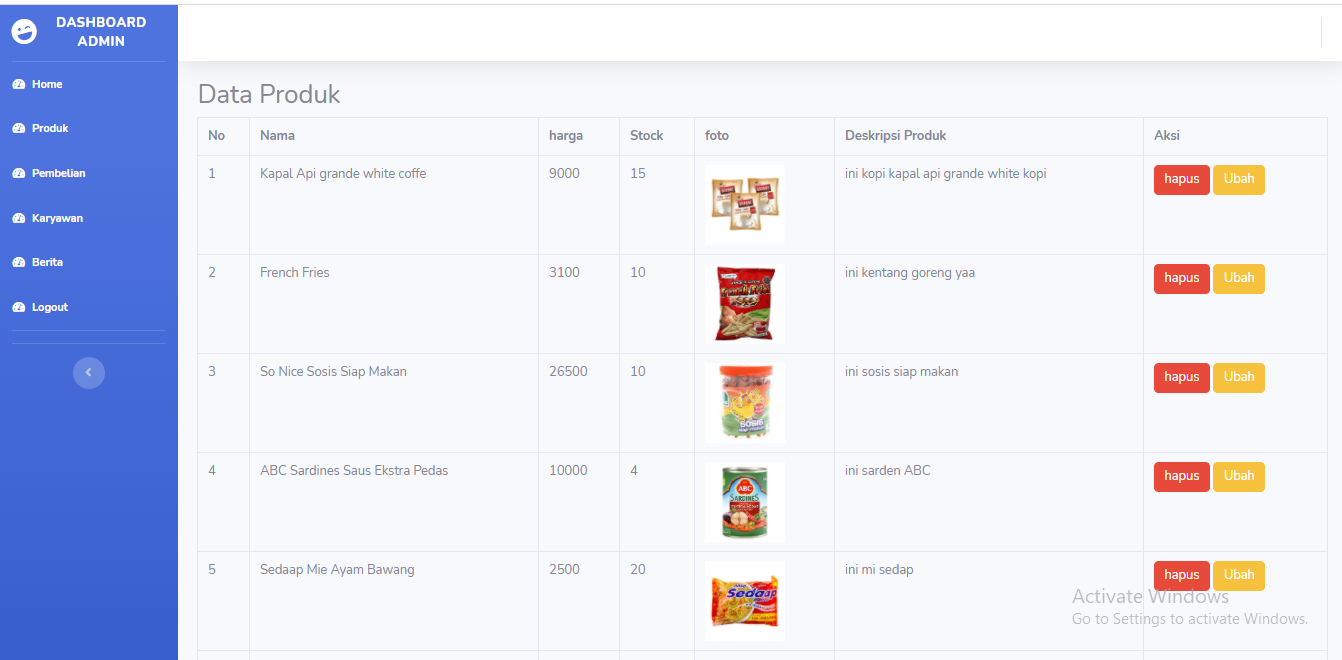 DASHBOARD
ADMIN
Home
Produk
Pembelian
Karyawan
Berita
Logout
Data Produk
No Nama harga Stock foto Deskripsi Produk Aksi
1 Kapal Api grande white coffe 9000 15 ini kopi kapal api grande white kopi hapus Ubah
2 French Fries 3100 10 ini kentang goreng yaa hapus Ubah
3 So Nice Sosis Siap Makan 26500 10 ini sosis siap makan hapus Ubah
SOSIS
4 ABC Sardines Saus Ekstra Pedas 10000 4 ini sarden ABC hapus Ubah
ABC
SARDINES
5 Sedaap Mie Ayam Bawang 2500 20 ini mi sedap hapus Ubah
Sedaap
Activate Windows
Go to Settings to activate Windows.